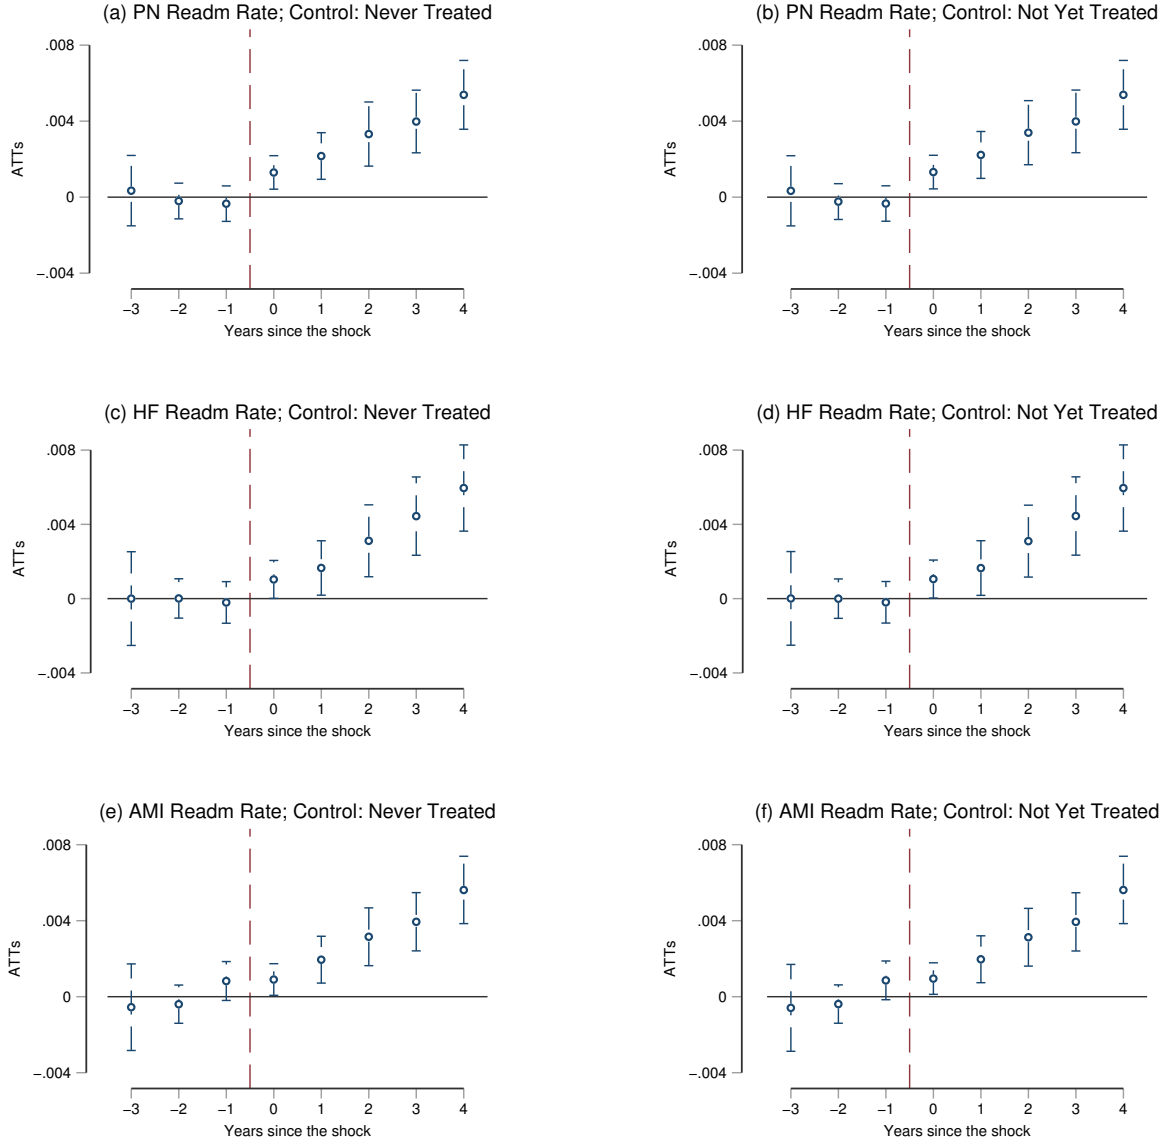 (a) PN Readm Rate; Control: Never Treated
.008
.004
0
−.004
ATTs
−3 −2 −1 0 1 2 3 4
Years since the shock
(b) PN Readm Rate; Control: Not Yet Treated
.008
.004
0
−.004
ATTs
−3 −2 −1 0 1 2 3 4
Years since the shock
(c) HF Readm Rate; Control: Never Treated
.008
.004
0
−.004
ATTs
−3 −2 −1 0 1 2 3 4
Years since the shock
(d) HF Readm Rate; Control: Not Yet Treated
.008
.004
0
−.004
ATTs
−3 −2 −1 0 1 2 3 4
Years since the shock
(e) AMI Readm Rate; Control: Never Treated
.008
.004
0
−.004
ATTs
−3 −2 −1 0 1 2 3 4
Years since the shock
(f) AMI Readm Rate; Control: Not Yet Treated
.008
.004
0
−.004
ATTs
−3 −2 −1 0 1 2 3 4
Years since the shock